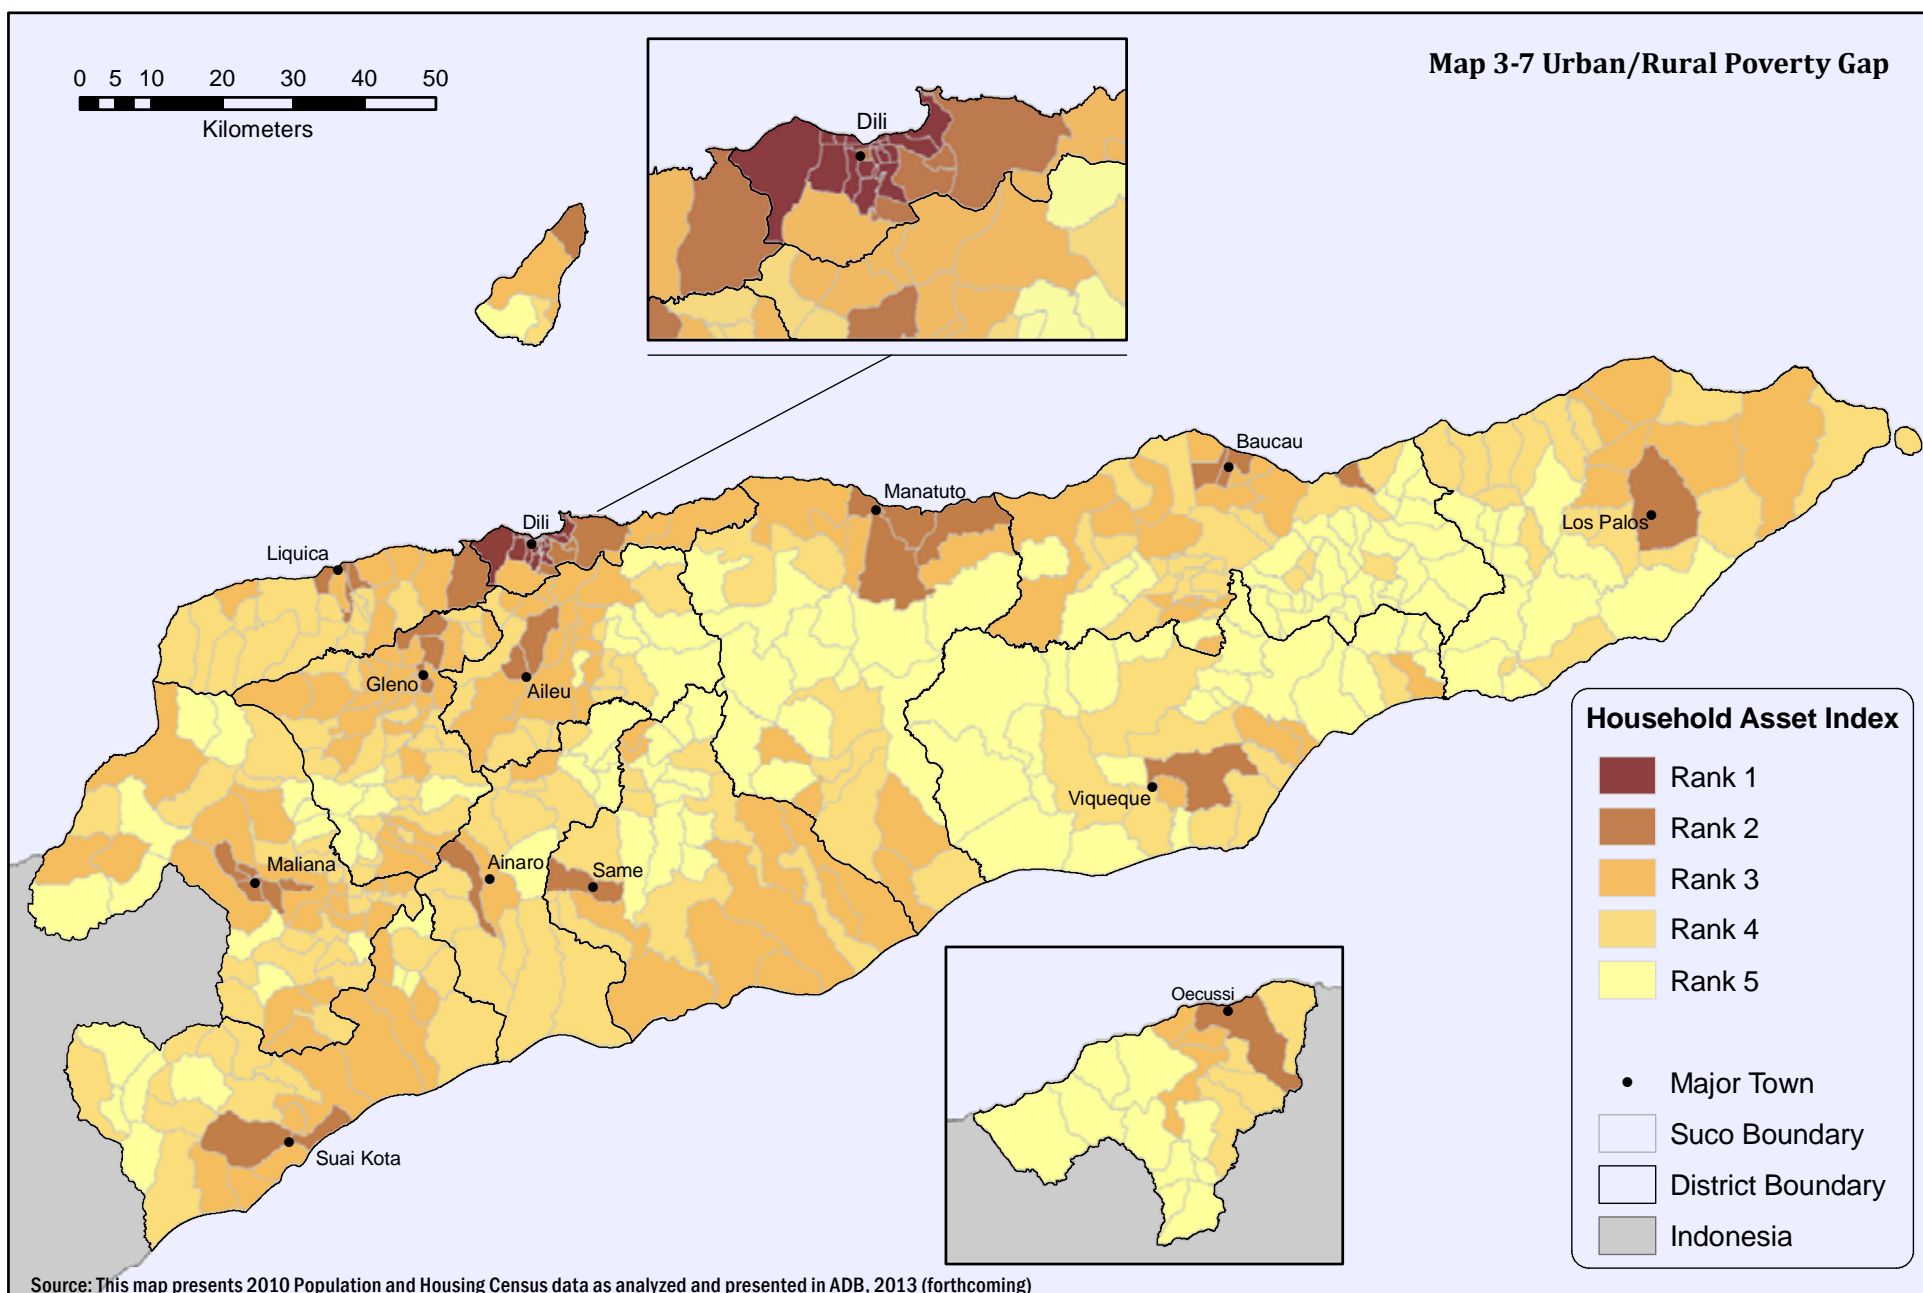 Map 3-7 Urban/Rural Poverty Gap
0 5 10 20 30 40 50
Kilometers
Dili
Baucau
Manatuto
Dili
Los Palos
Liquica
Gleno
Aileu
Viqueque
Maliana
Ainaro
Same
Suai Kota
Oecussi
Household Asset Index
Rank 1
Rank 2
Rank 3
Rank 4
Rank 5
Major Town
Suco Boundary
District Boundary
Indonesia
Source: This map presents 2010 Population and Housing Census data as analyzed and presented in ADB, 2013 (forthcoming)